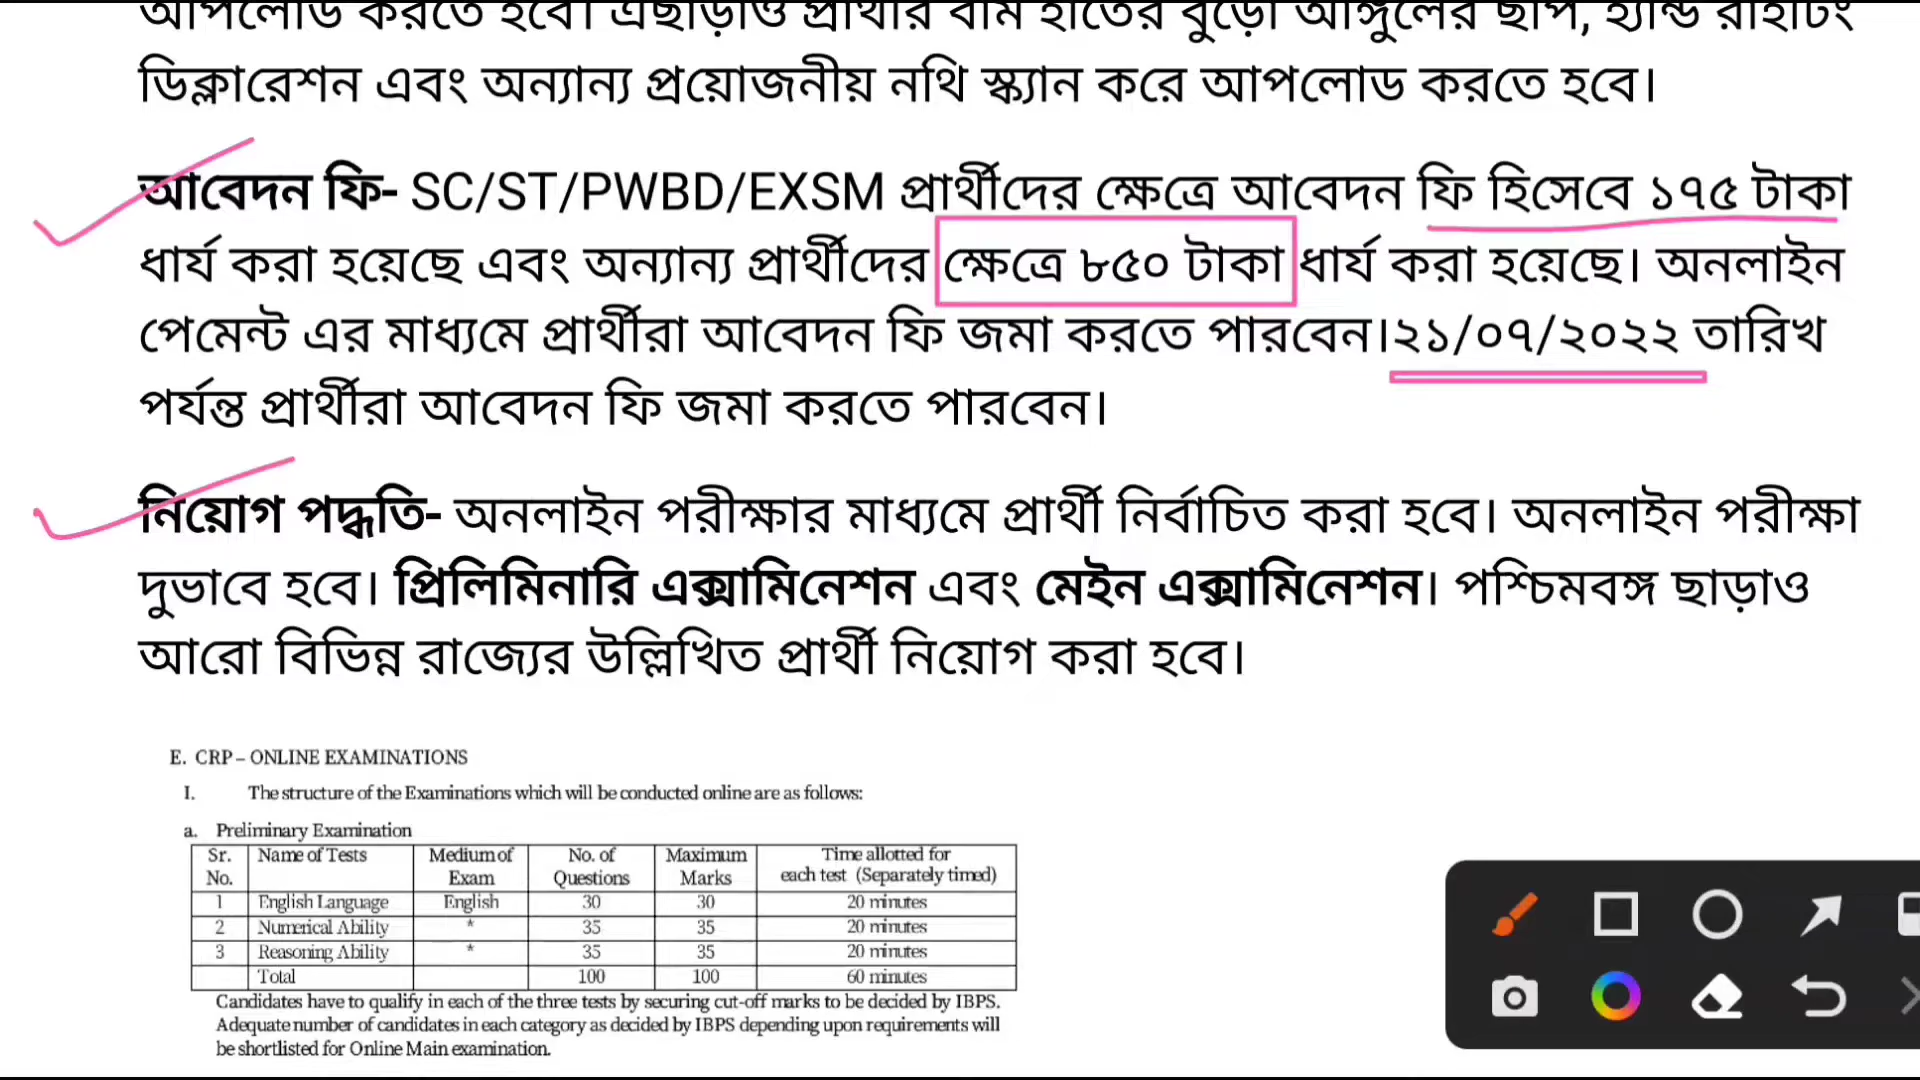 আপলোড করতে হবে। এছাড়াও প্রার্থীর বাম হাতের বুড়ো আঙ্গুলের ছাপ, হ্যান্ড রাইটিং
ডিক্লারেশন এবং অন্যান্য প্রয়োজনীয় নথি স্ক্যান করে আপলোড করতে হবে।
আবেদন ফি- SC/ST/PWBD/EXSM প্রার্থীদের ক্ষেত্রে আবেদন ফি হিসেবে ১৭৫ টাকা
ধার্য করা হয়েছে এবং অন্যান্য প্রার্থীদের ক্ষেত্রে ৮৫০ টাকা ধার্য করা হয়েছে। অনলাইন
পেমেন্ট এর মাধ্যমে প্রার্থীরা আবেদন ফি জমা করতে পারবেন।২১/০৭/২০২২ তারিখ
পর্যন্ত প্রার্থীরা আবেদন ফি জমা করতে পারবেন।
নিয়োগ পদ্ধতি- অনলাইন পরীক্ষার মাধ্যমে প্রার্থী নির্বাচিত করা হবে। অনলাইন পরীক্ষা
দুভাবে হবে। প্রিলিমিনারি এক্সামিনেশন এবং মেইন এক্সামিনেশন। পশ্চিমবঙ্গ ছাড়াও
আরো বিভিন্ন রাজ্যের উল্লিখিত প্রার্থী নিয়োগ করা হবে।
E. CRP – ONLINE EXAMINATIONS
I. The structure of the Examinations which will be conducted online are as follows:
a. Preliminary Examination
Sr. No. Name of Tests Medium of Exam No. of Questions Maximum Marks Time allotted for each test (Separately timed)
1 English Language English 30 30 20 minutes
2 Numerical Ability * 35 35 20 minutes
3 Reasoning Ability * 35 35 20 minutes
Total 100 100 60 minutes
Candidates have to qualify in each of the three tests by securing cut-off marks to be decided by IBPS.
Adequate number of candidates in each category as decided by IBPS depending upon requirements will
be shortlisted for Online Main examination.